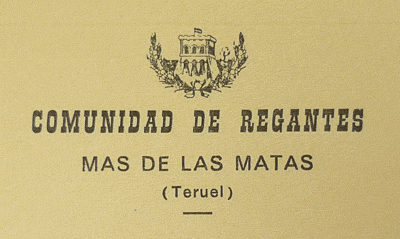 COMUNIDAD DE REGANTES
MAS DE LAS MATAS
(Teruel)